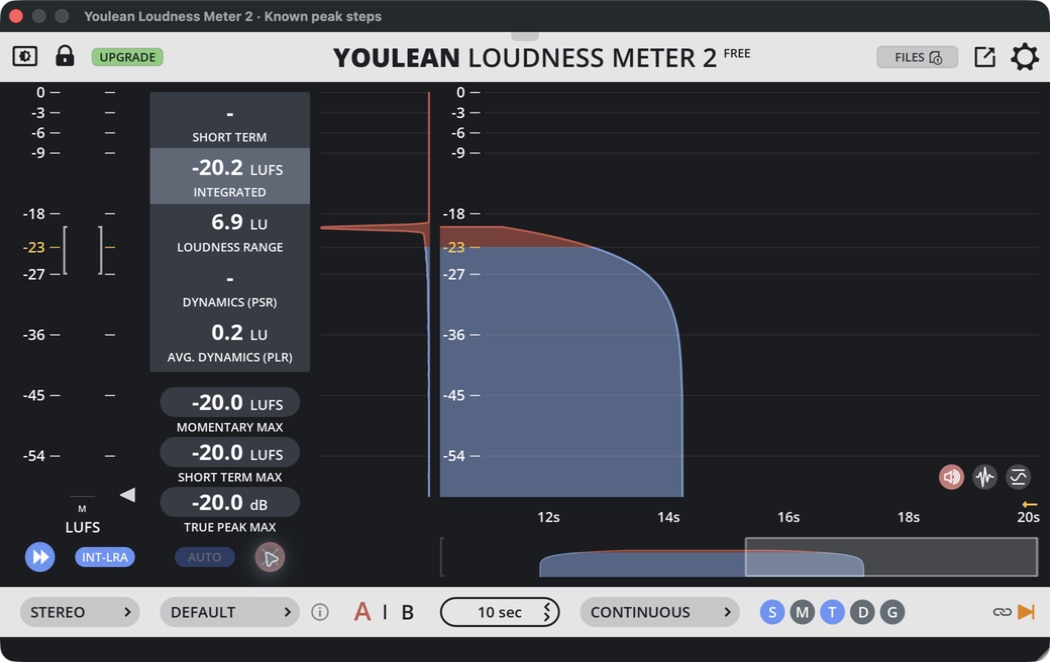 Youlean Loudness Meter 2 · Known peak steps
UPGRADE
YOULEAN LOUDNESS METER 2 FREE
FILES
0
-3
-6
-9
-18
-23
-27
-36
-45
-54
M
LUFS
-
SHORT TERM
-20.2 LUFS
INTEGRATED
6.9 LU
LOUDNESS RANGE
-
DYNAMICS (PSR)
0.2 LU
AVG. DYNAMICS (PLR)
-20.0 LUFS
MOMENTARY MAX
-20.0 LUFS
SHORT TERM MAX
-20.0 dB
TRUE PEAK MAX
0
-3
-6
-9
-18
-23
-27
-36
-45
-54
12s 14s 16s 18s 20s
INT-LRA
AUTO
STEREO
DEFAULT
A | B
10 sec
CONTINUOUS
S M T D G